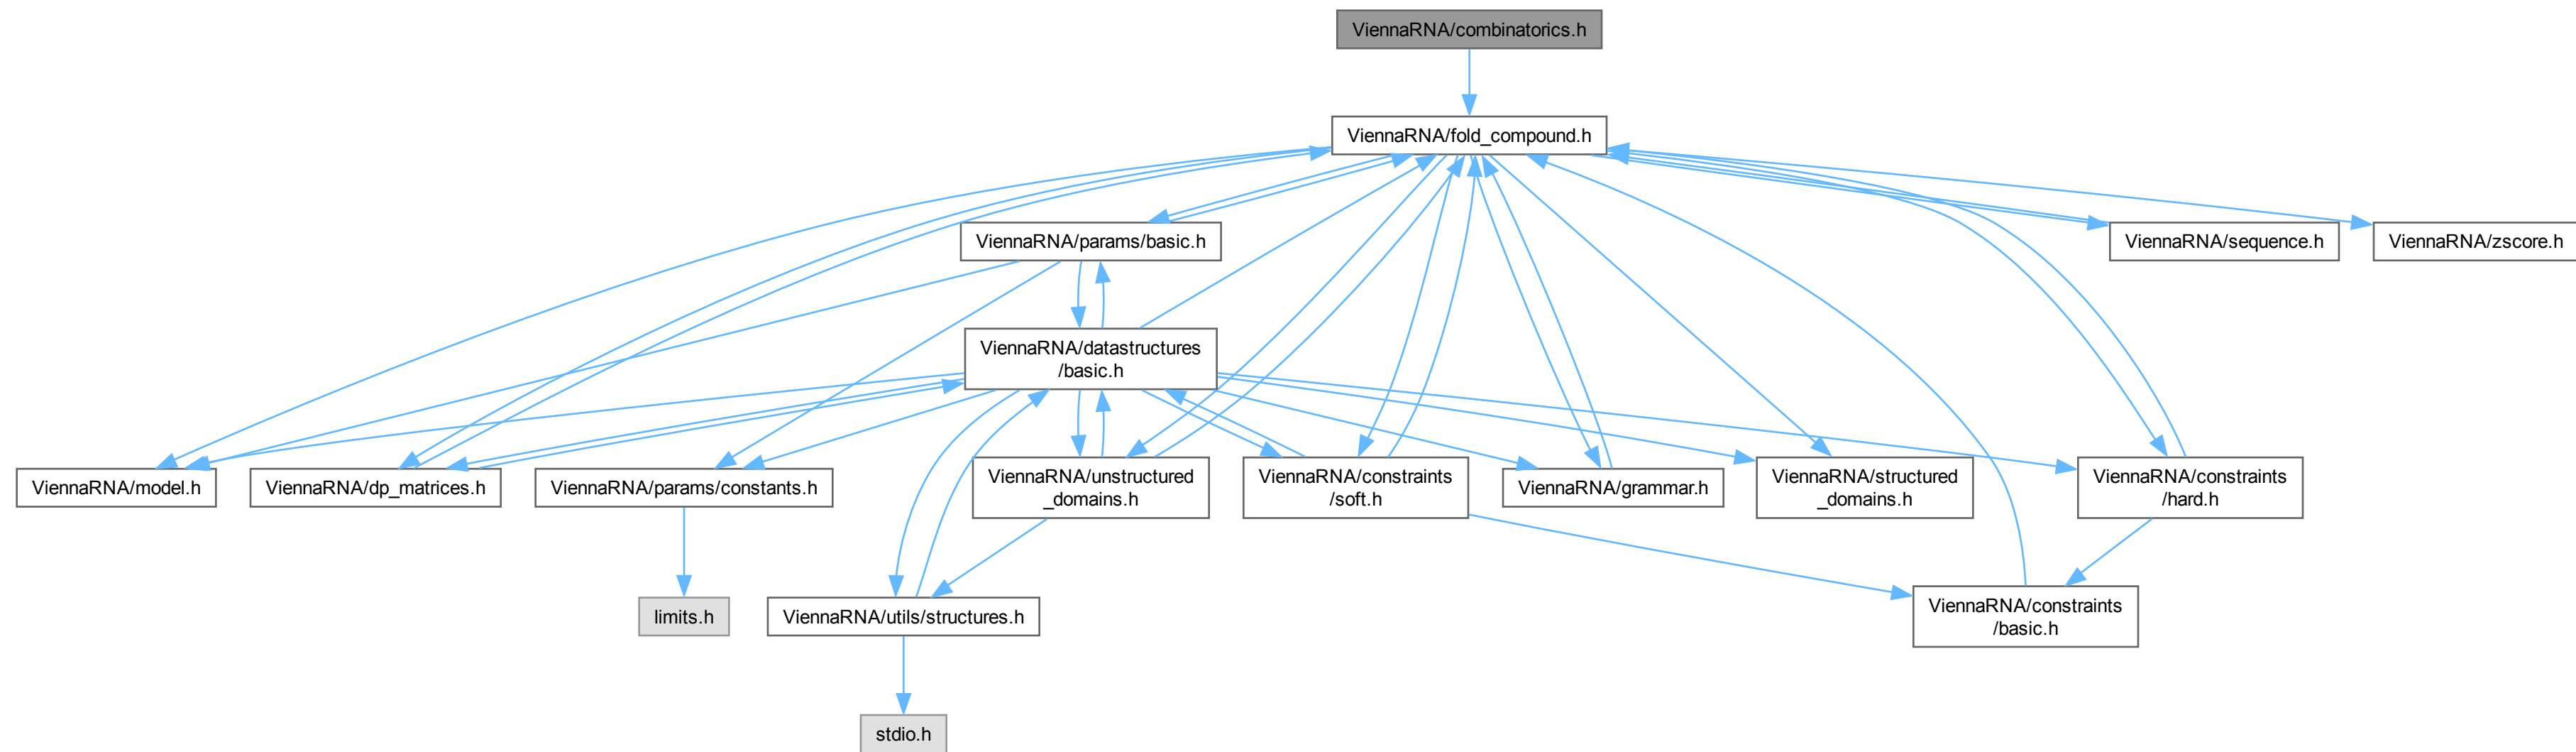 ViennaRNA/combinatorics.h
ViennaRNA/fold_compound.h
ViennaRNA/params/basic.h
ViennaRNA/sequence.h
ViennaRNA/zscore.h
ViennaRNA/datastructures
/basic.h
ViennaRNA/model.h
ViennaRNA/dp_matrices.h
ViennaRNA/params/constants.h
ViennaRNA/unstructured
_domains.h
ViennaRNA/constraints
/soft.h
ViennaRNA/grammar.h
ViennaRNA/structured
_domains.h
ViennaRNA/constraints
/hard.h
limits.h
ViennaRNA/utils/structures.h
ViennaRNA/constraints
/basic.h
stdio.h